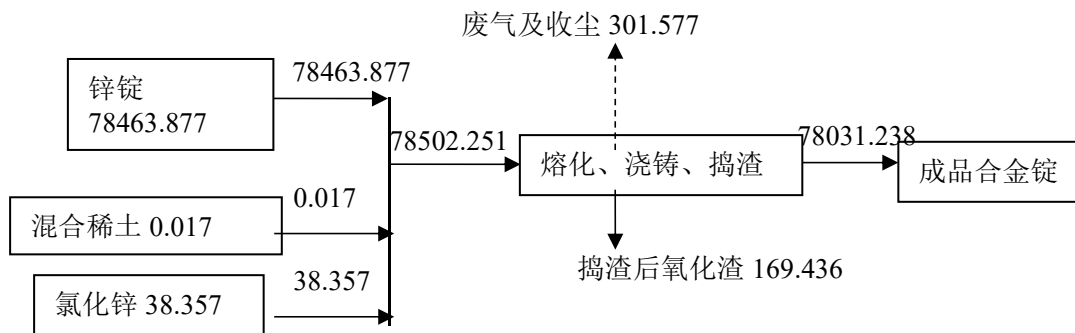 废气及收尘 301.577
78463.877
锌锭
78463.877
78502.251
78031.238
熔化、浇铸、捣渣
成品合金锭
0.017
混合稀土 0.017
捣渣后氧化渣 169.436
38.357
氯化锌 38.357